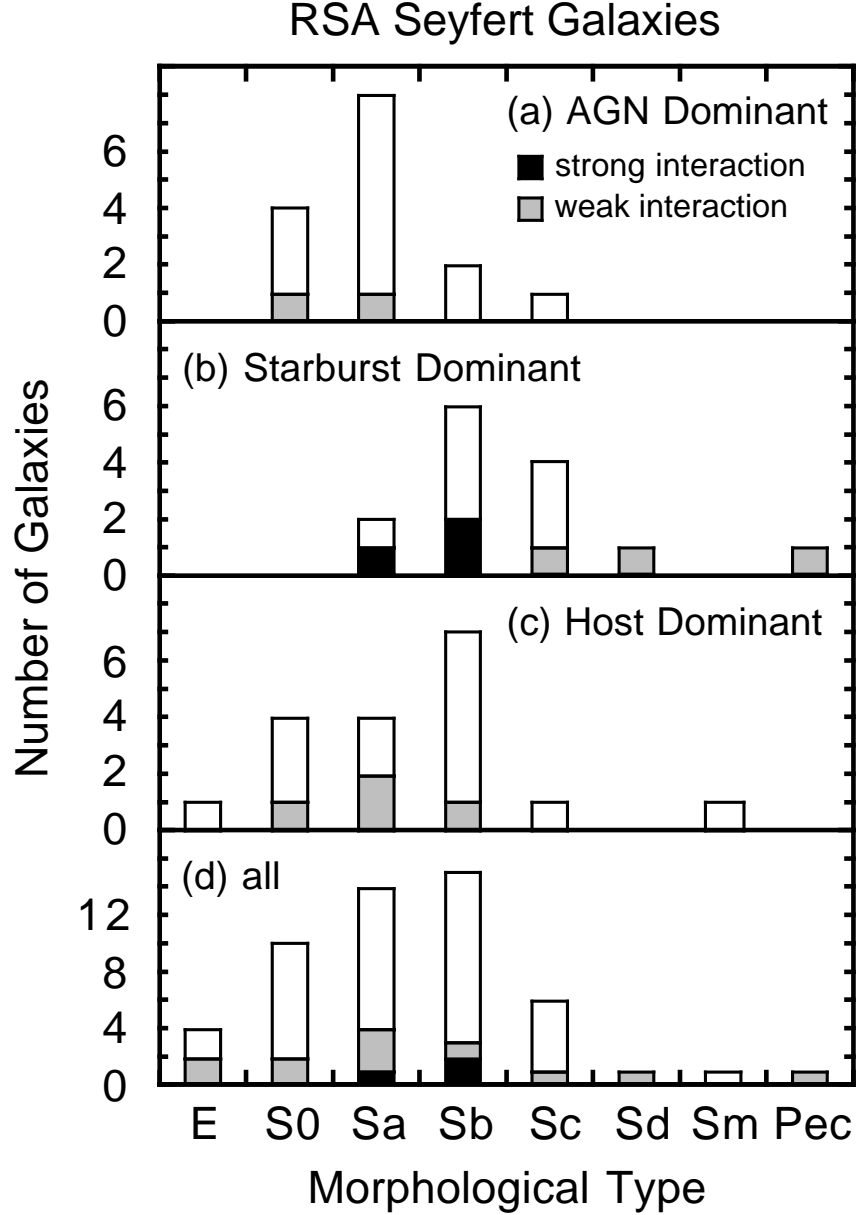 RSA Seyfert Galaxies
(a) AGN Dominant
strong interaction
weak interaction
6
4
2
0
(b) Starburst Dominant
6
4
2
0
(c) Host Dominant
6
4
2
0
(d) all
12
8
4
0
Number of Galaxies
E S0 Sa Sb Sc Sd Sm Pec
Morphological Type